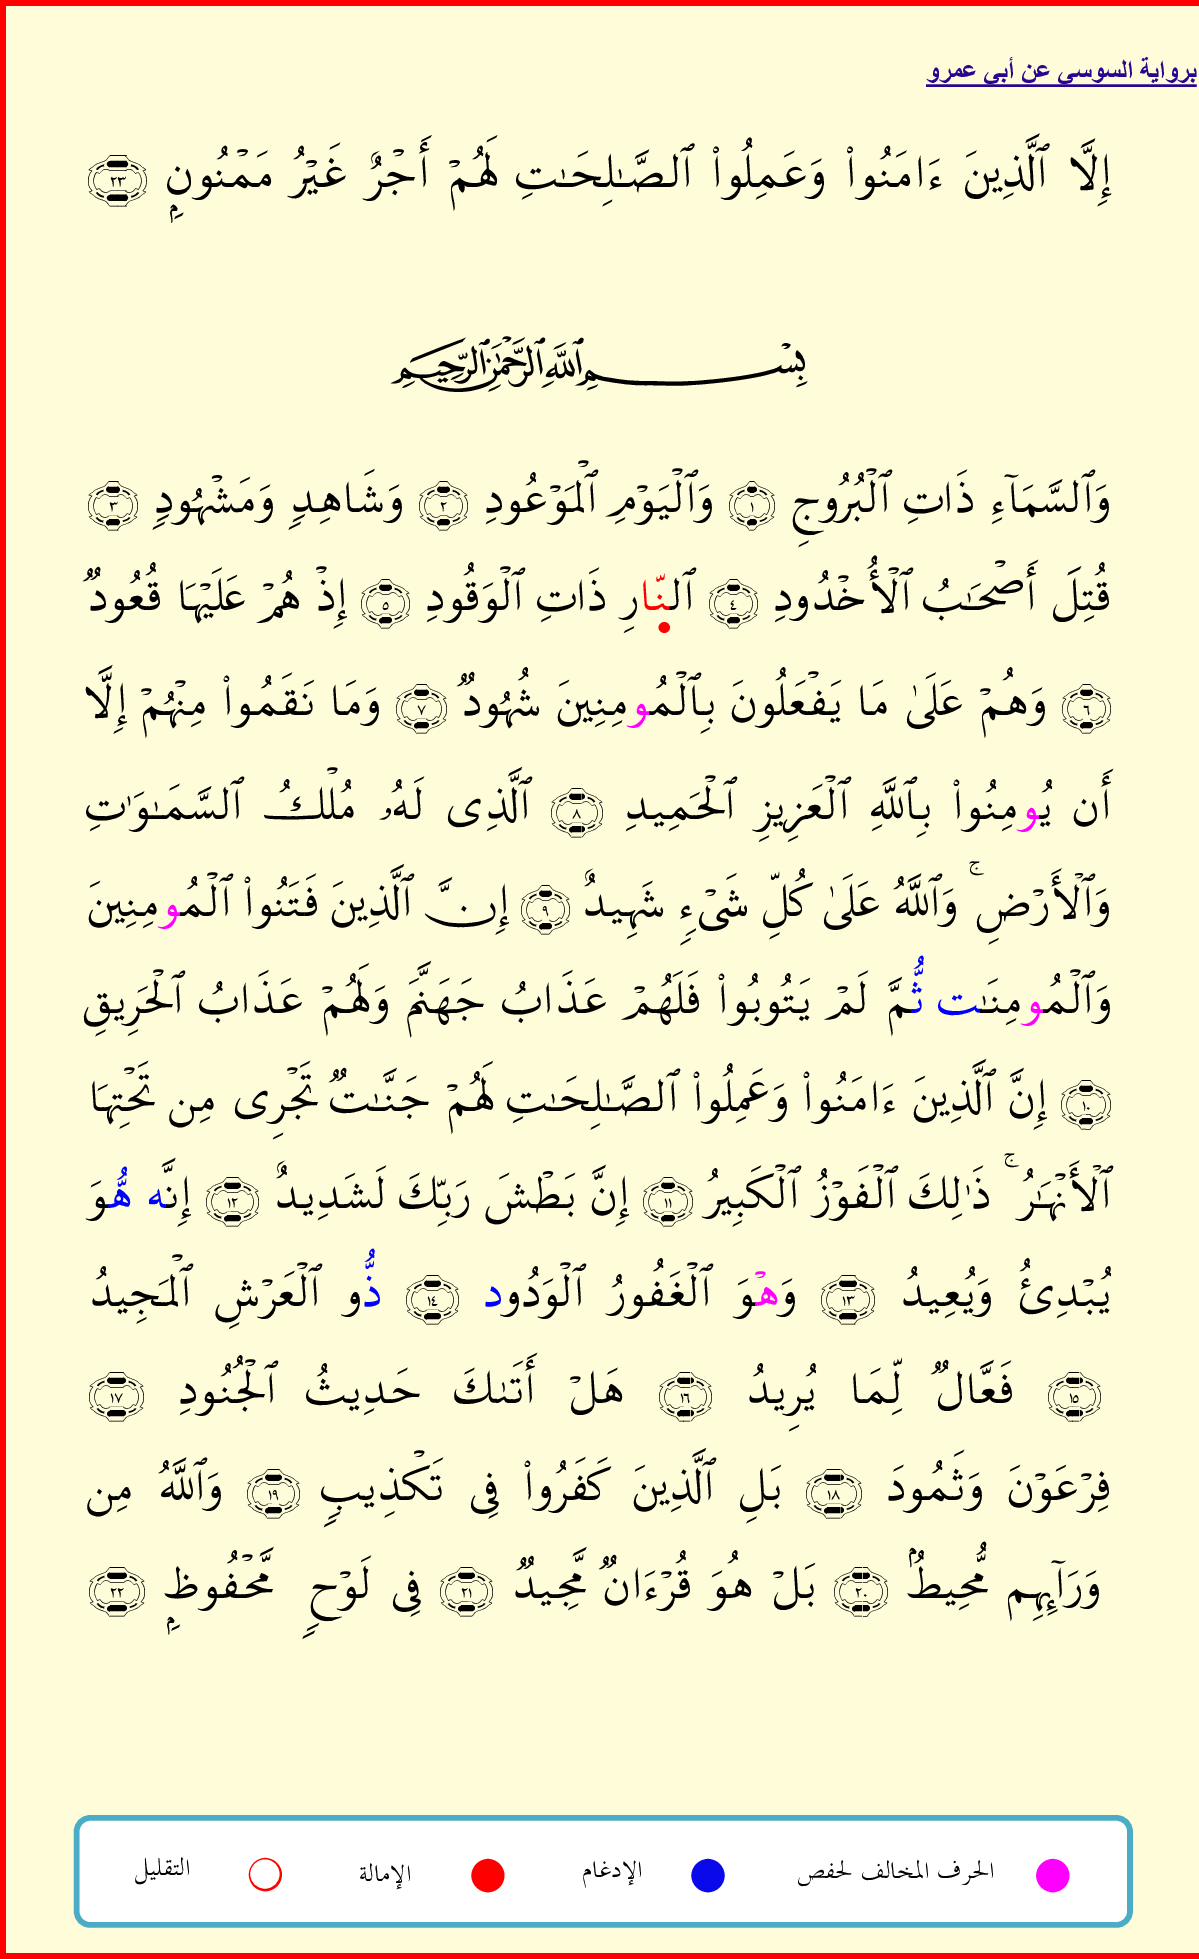 برواية السوسي عن أبي عمرو
إِلَّا ٱلَّذِينَ ءَامَنُوا۟ وَعَمِلُوا۟ ٱلصَّـٰلِحَـٰتِ لَهُمۡ أَجۡرٌ غَيۡرُ مَمۡنُونِۭ ٢٣
بِسۡمِ ٱللَّهِ ٱلرَّحۡمَـٰنِ ٱلرَّحِيمِ
وَٱلسَّمَآءِ ذَاتِ ٱلۡبُرُوجِ ١ وَٱلۡيَوۡمِ ٱلۡمَوۡعُودِ ٢ وَشَاهِدٍ وَمَشۡهُودٍ ٣
قُتِلَ أَصۡحَـٰبُ ٱلۡأُخۡدُودِ ٤ ٱلنَّارِ ذَاتِ ٱلۡوَقُودِ ٥ إِذۡ هُمۡ عَلَيۡهَا قُعُودٌ
٦ وَهُمۡ عَلَىٰ مَا يَفۡعَلُونَ بِٱلۡمُومِنِينَ شُهُودٌ ٧ وَمَا نَقَمُوا۟ مِنۡهُمۡ إِلَّا
أَن يُومِنُوا۟ بِٱللَّهِ ٱلۡعَزِيزِ ٱلۡحَمِيدِ ٨ ٱلَّذِى لَهُۥ مُلۡكُ ٱلسَّمَـٰوَٰتِ
وَٱلۡأَرۡضِۚ وَٱللَّهُ عَلَىٰ كُلِّ شَىۡءٍ شَهِيدٌ ٩ إِنَّ ٱلَّذِينَ فَتَنُوا۟ ٱلۡمُومِنِينَ
وَٱلۡمُومِنَـٰت ثُّمَّ لَمۡ يَتُوبُوا۟ فَلَهُمۡ عَذَابُ جَهَنَّمَ وَلَهُمۡ عَذَابُ ٱلۡحَرِيقِ
١٠ إِنَّ ٱلَّذِينَ ءَامَنُوا۟ وَعَمِلُوا۟ ٱلصَّـٰلِحَـٰتِ لَهُمۡ جَنَّـٰتٌ تَجۡرِى مِن تَحۡتِهَا
ٱلۡأَنۡهَـٰرُۚ ذَٰلِكَ ٱلۡفَوۡزُ ٱلۡكَبِيرُ ١١ إِنَّ بَطۡشَ رَبِّكَ لَشَدِيدٌ ١٢ إِنَّه هُّوَ
يُبۡدِئُ وَيُعِيدُ ١٣ وَهۡوَ ٱلۡغَفُورُ ٱلۡوَدُود ١٤ ذُّو ٱلۡعَرۡشِ ٱلۡمَجِيدُ
١٥ فَعَّالٌ لِّمَا يُرِيدُ ١٦ هَلۡ أَتَىٰكَ حَدِيثُ ٱلۡجُنُودِ ١٧
فِرۡعَوۡنَ وَثَمُودَ ١٨ بَلِ ٱلَّذِينَ كَفَرُوا۟ فِى تَكۡذِيبٍ ١٩ وَٱللَّهُ مِن
وَرَآئِهِم مُّحِيطُۢ ٢٠ بَلۡ هُوَ قُرۡءَانٌ مَّجِيدٌ ٢١ فِى لَوۡحٍ مَّحۡفُوظِۭ ٢٢
الحرف المخالف لحفص الإدغام الإمالة التقليل